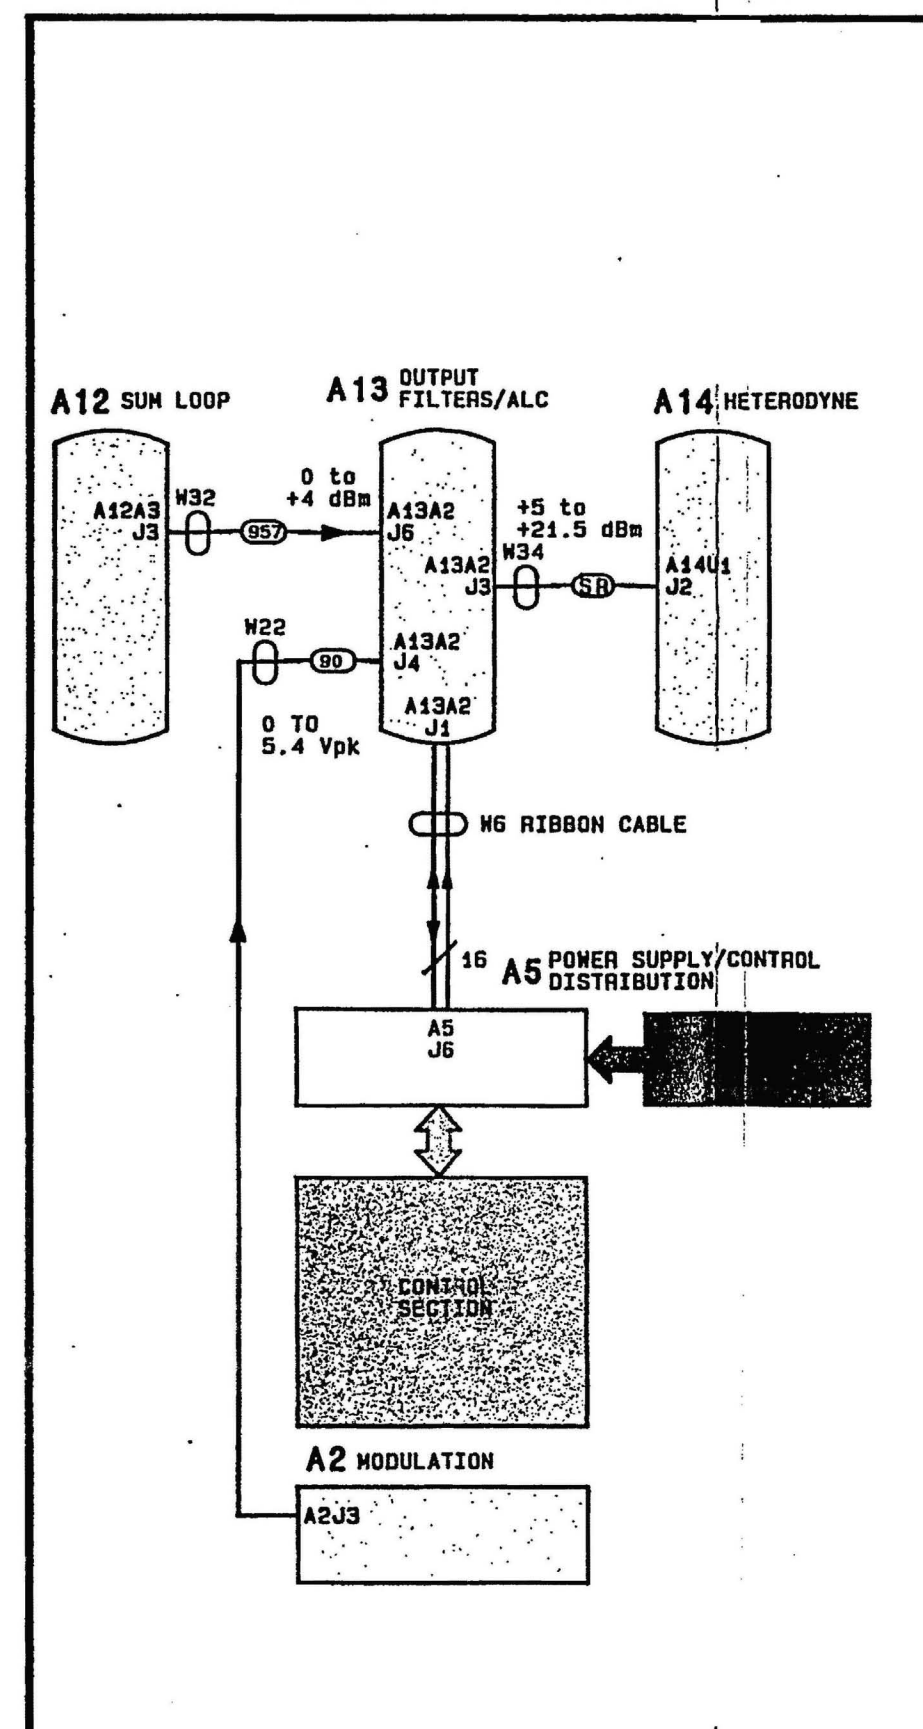 A12 SUM LOOP
A13 OUTPUT
FILTERS/ALC
A14 HETERODYNE
A12A3
J3
W32
957
0 to
+4 dBm
A13A2
J6
A13A2
J3
+5 to
+21.5 dBm
W34
SR
A14U1
J2
W22
90
0 TO
5.4 Vpk
A13A2
J4
A13A2
J1
W6 RIBBON CABLE
16
A5 POWER SUPPLY/CONTROL
DISTRIBUTION
A5
J6
CONTROL
SECTION
A2 MODULATION
A2J3